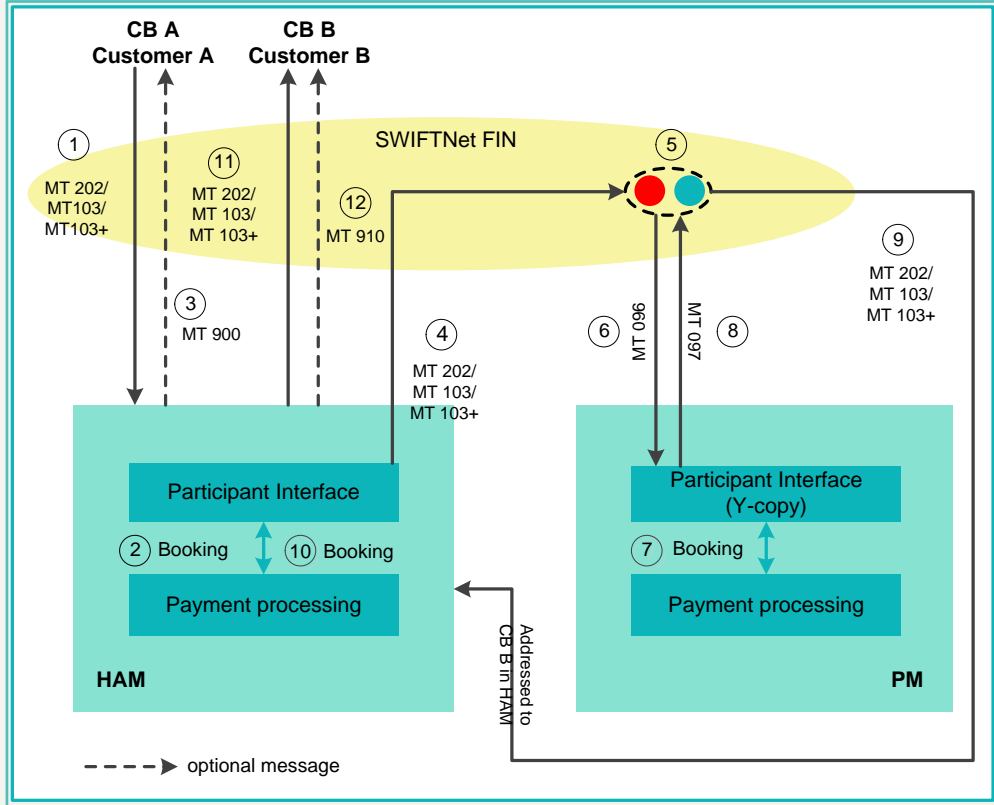 CB A
Customer A
CB B
Customer B
SWIFTNet FIN
1
MT 202/
MT103/
MT103+
11
MT 202/
MT 103/
MT 103+
12
MT 910
5
9
MT 202/
MT 103/
MT 103+
3
MT 900
4
MT 202/
MT 103/
MT 103+
6
MT 096
MT 097
8
Participant Interface
2
Booking
10
Booking
Payment processing
HAM
Participant Interface
(Y-copy)
7
Booking
Payment processing
PM
Addressed to
CB B in HAM
optional message